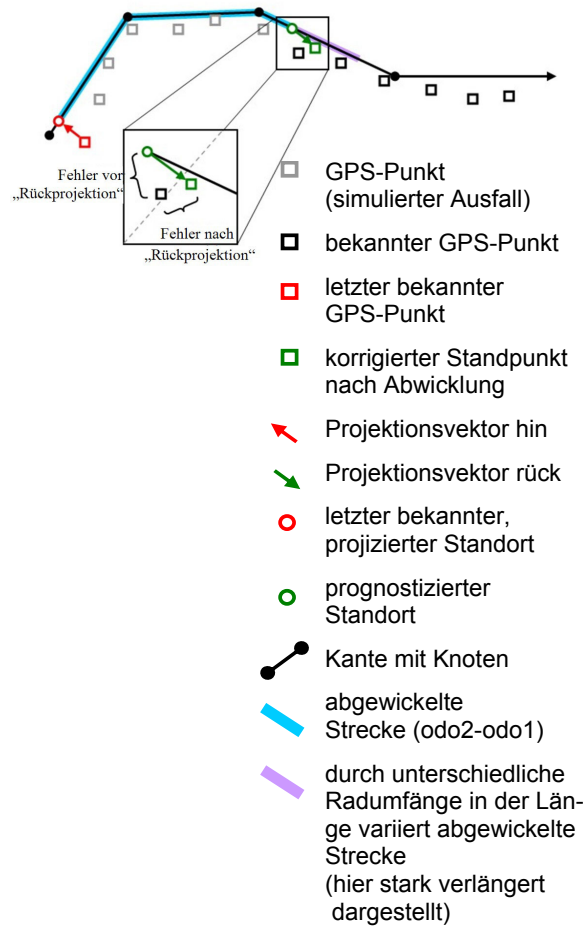 Fehler vor
„Rückprojektion“
Fehler nach
„Rückprojektion“
GPS-Punkt
(simulierter Ausfall)
bekannter GPS-Punkt
letzter bekannter
GPS-Punkt
korrigierter Standpunkt
nach Abwicklung
Projektionsvektor hin
Projektionsvektor rück
letzter bekannter,
projizierter Standort
prognostizierter
Standort
Kante mit Knoten
abgewickelte
Strecke (odo2-odo1)
durch unterschiedliche
Radumfänge in der Län-
ge variiert abgewickelte
Strecke
(hier stark verlängert
dargestellt)